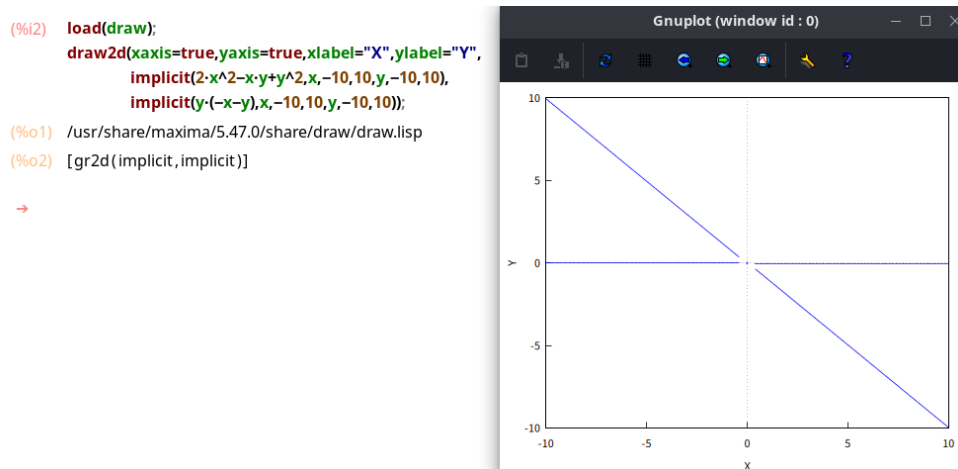 (%i2) load(draw);
draw2d(xaxis=true,yaxis=true,xlabel="X",ylabel="Y",
implicit(2·x^2−x·y+y^2,x,−10,10,y,−10,10),
implicit(y·(−x−y),x,−10,10,y,−10,10));
(%o1) /usr/share/maxima/5.47.0/share/draw/draw.lisp
(%o2) [gr2d(implicit,implicit)]
Gnuplot (window id : 0)
10
5
0
-5
-10
Y
-10 -5 0 5 10
X